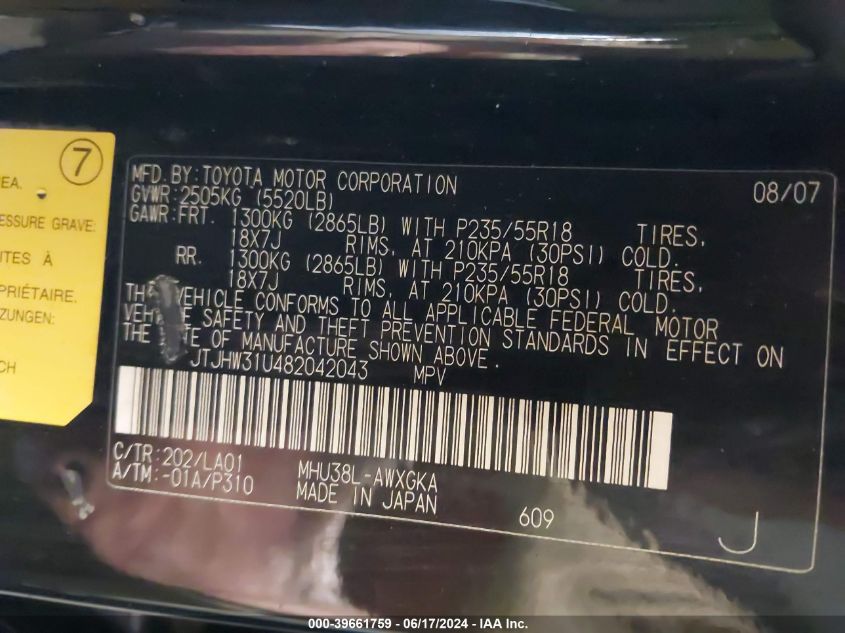 7
EA.
ESSURE GRAVE:
ITES À
PRIÉTAIRE.
ZUNGEN:
CH
MFD. BY: TOYOTA MOTOR CORPORATION 08/07
GVWR: 2505KG (5520LB)
GAWR: FRT. 1300KG (2865LB) WITH P235/55R18 TIRES,
18X7J RIMS, AT 210KPA (30PSI) COLD.
RR. 1300KG (2865LB) WITH P235/55R18 TIRES,
18X7J RIMS, AT 210KPA (30PSI) COLD.
VEHICLE CONFORMS TO ALL APPLICABLE FEDERAL MOTOR
SAFETY AND THEFT PREVENTION STANDARDS IN EFFECT ON
THE OF MANUFACTURE SHOWN ABOVE.
JTJHW31U482042043 MPV
C/TR: 202/LA01 MHU38L-AWXGKA
A/TM: -01A/P310 MADE IN JAPAN
609 J
000-39661759 - 06/17/2024 - IAA Inc.